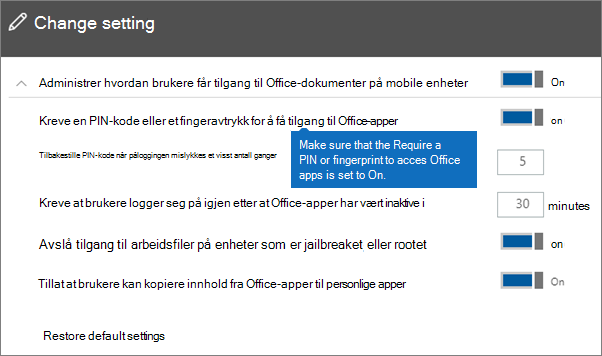 Change setting
Administrer hvordan brukere får tilgang til Office-dokumenter på mobile enheter On
Kreve en PIN-kode eller et fingeravtrykk for å få tilgang til Office-apper on
Make sure that the Require a
PIN or fingerprint to acces Office
apps is set to On.
Tilbakestille PIN-kode når påloggingen mislykkes et visst antall ganger 5
Kreve at brukere logger seg på igjen etter at Office-apper har vært inaktive i 30 minutes
Avslå tilgang til arbeidsfiler på enheter som er jailbreaket eller rootet on
Tillat at brukere kan kopiere innhold fra Office-apper til personlige apper On
Restore default settings